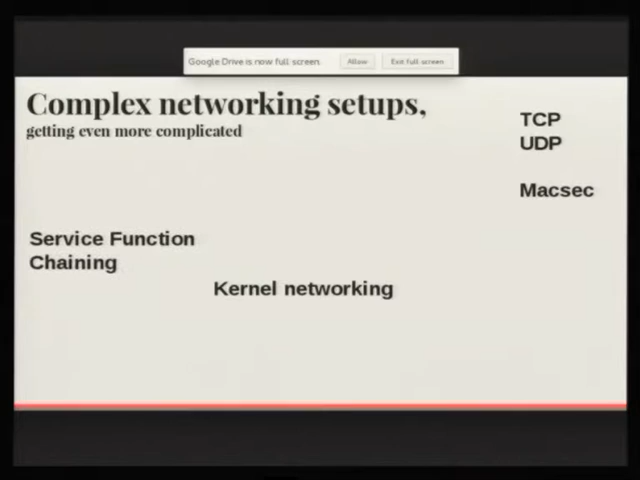 Google Drive is now full screen.
Allow
Exit full screen
Complex networking setups,
getting even more complicated
TCP
UDP
Macsec
Service Function
Chaining
Kernel networking